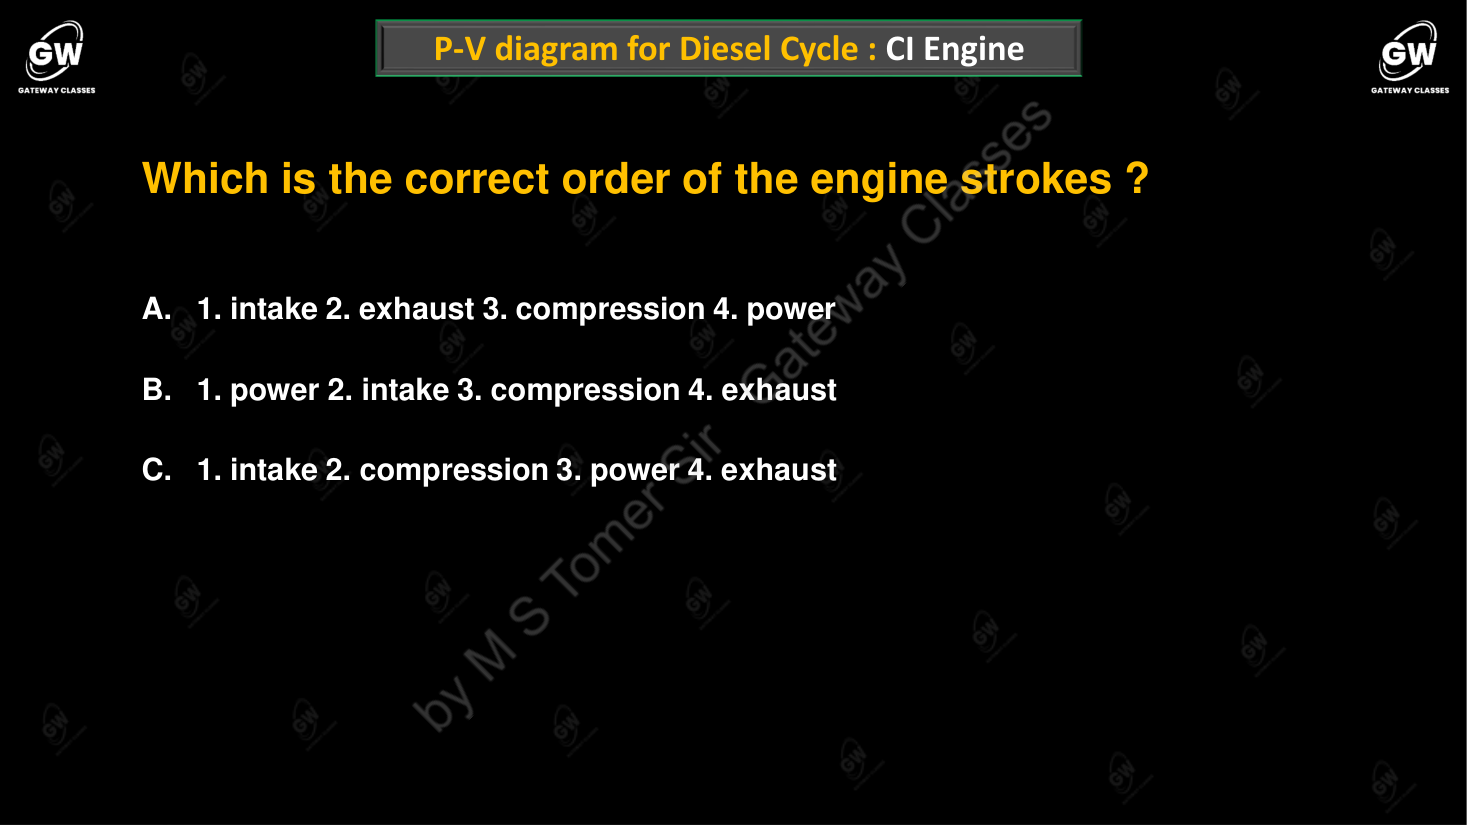 GW
GATEWAY CLASSES
P-V diagram for Diesel Cycle : CI Engine
GW
GATEWAY CLASSES
Which is the correct order of the engine strokes ?
A. 1. intake 2. exhaust 3. compression 4. power
B. 1. power 2. intake 3. compression 4. exhaust
C. 1. intake 2. compression 3. power 4. exhaust
by M S Tomer Sir Gateway Classes